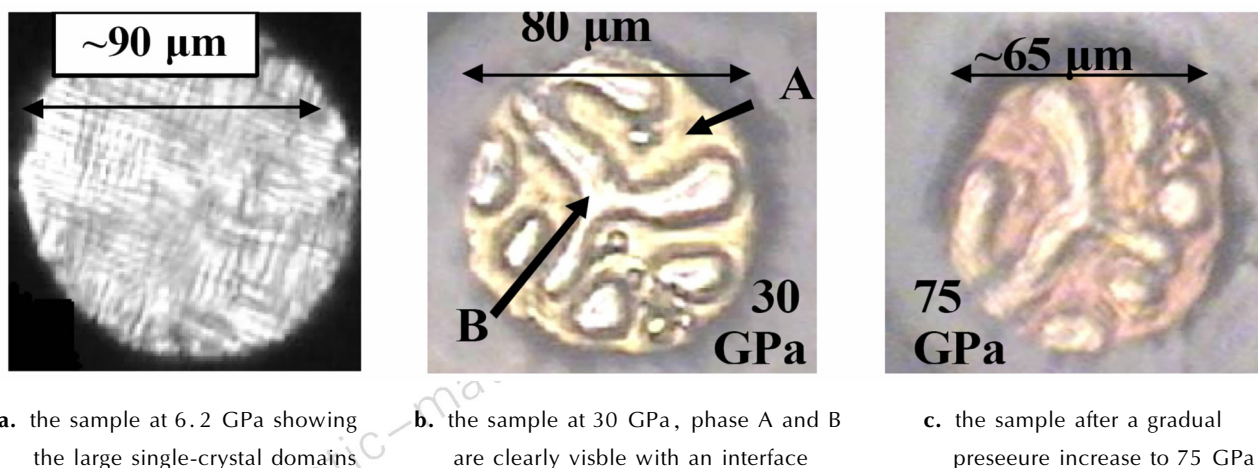 ~90 μm
80 μm
A
B
30
GPa
~65 μm
75
GPa
a. the sample at 6.2 GPa showing
the large single-crystal domains
b. the sample at 30 GPa, phase A and B
are clearly visble with an interface
c. the sample after a gradual
preseeure increase to 75 GPa